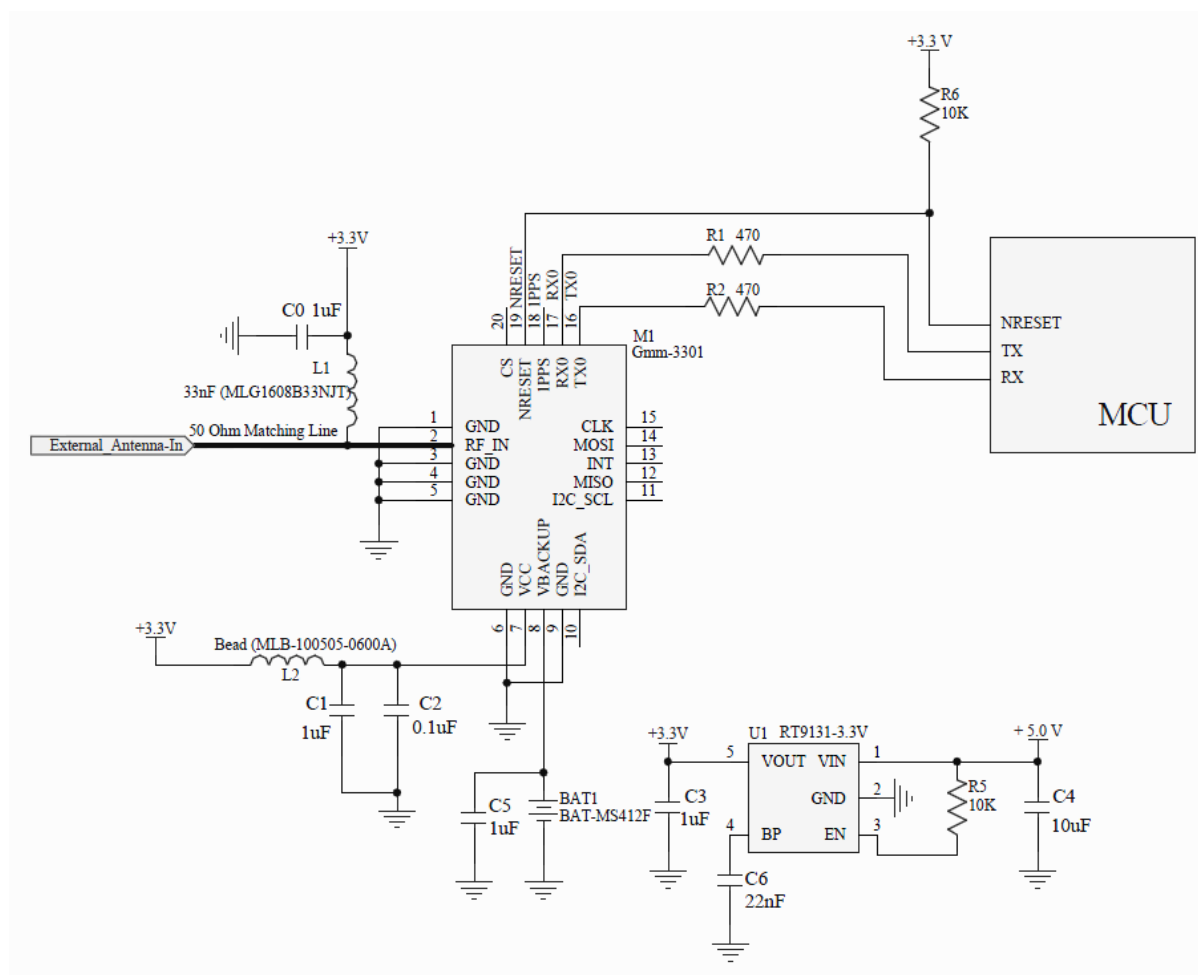 +3.3 V
R6
10K
+3.3V
C0 1uF
L1
33nF (MLG1608B33NJT)
50 Ohm Matching Line
External_Antenna-In
R1 470
R2 470
20
19 NRESET
18 1PPS
17 RX0
16 TX0
M1
Gmm-3301
CS
NRESET
1PPS
RX0
TX0
1 GND
2 RF_IN
3 GND
4 GND
5 GND
CLK 15
MOSI 14
INT 13
MISO 12
I2C_SCL 11
GND
VCC
VBACKUP
GND
I2C_SDA
6
7
8
9
10
NRESET
TX
RX
MCU
+3.3V
Bead (MLB-100505-0600A)
L2
C1
1uF
C2
0.1uF
C5
1uF
BAT1
BAT-MS412F
+3.3V
U1 RT9131-3.3V
+ 5.0 V
5 VOUT VIN 1
GND 2
4 BP EN 3
C3
1uF
R5
10K
C4
10uF
C6
22nF